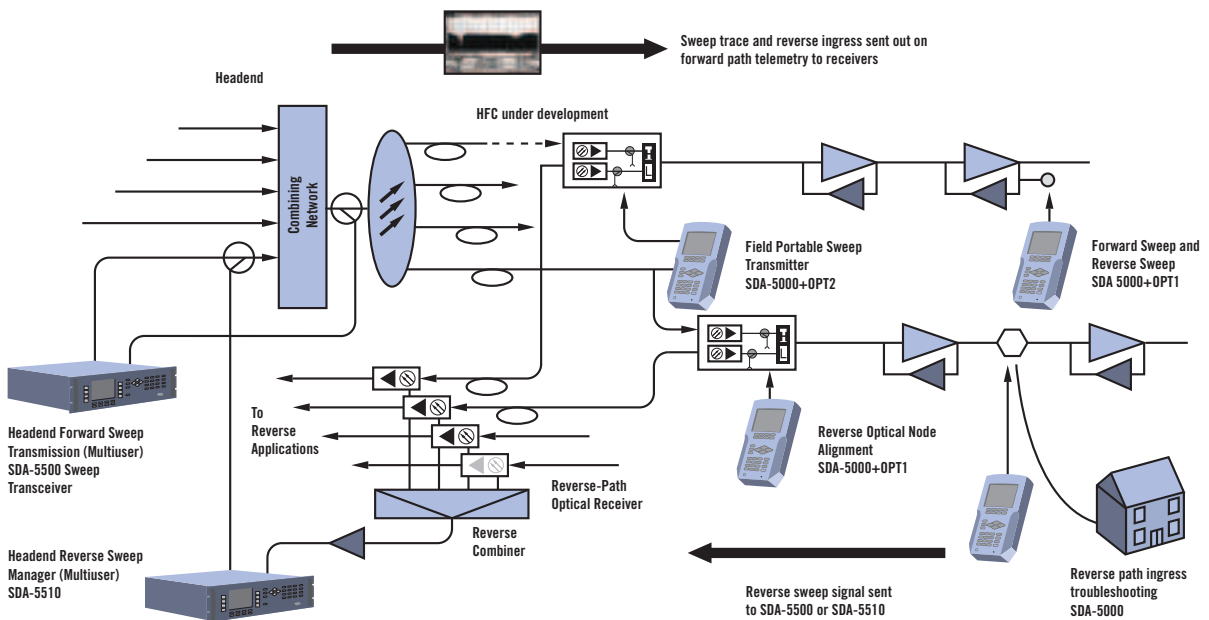 Sweep trace and reverse ingress sent out on
forward path telemetry to receivers
Headend
HFC under development
Combining
Network
Field Portable Sweep
Transmitter
SDA-5000+OPT2
Forward Sweep and
Reverse Sweep
SDA 5000+OPT1
Headend Forward Sweep
Transmission (Multiuser)
SDA-5500 Sweep
Transceiver
To
Reverse
Applications
Reverse-Path
Optical Receiver
Reverse Optical Node
Alignment
SDA-5000+OPT1
Reverse
Combiner
Headend Reverse Sweep
Manager (Multiuser)
SDA-5510
Reverse sweep signal sent
to SDA-5500 or SDA-5510
Reverse path ingress
troubleshooting
SDA-5000
H
L
H
L